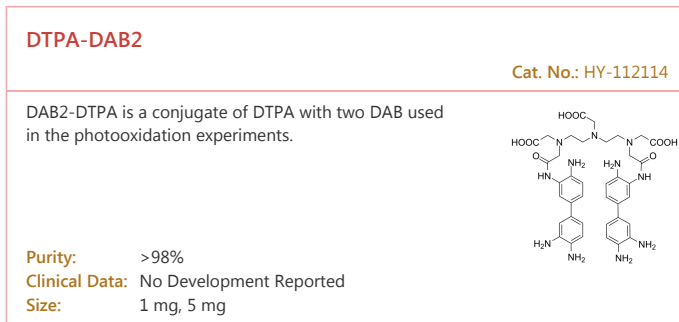 DTPA-DAB2
Cat. No.: HY-112114
DAB2-DTPA is a conjugate of DTPA with two DAB used
in the photooxidation experiments.
HOOC
HOOC N N N COOH
O NH₂ H₂N O
HN NH
H₂N NH₂
NH₂ NH₂
Purity: >98%
Clinical Data: No Development Reported
Size: 1 mg, 5 mg